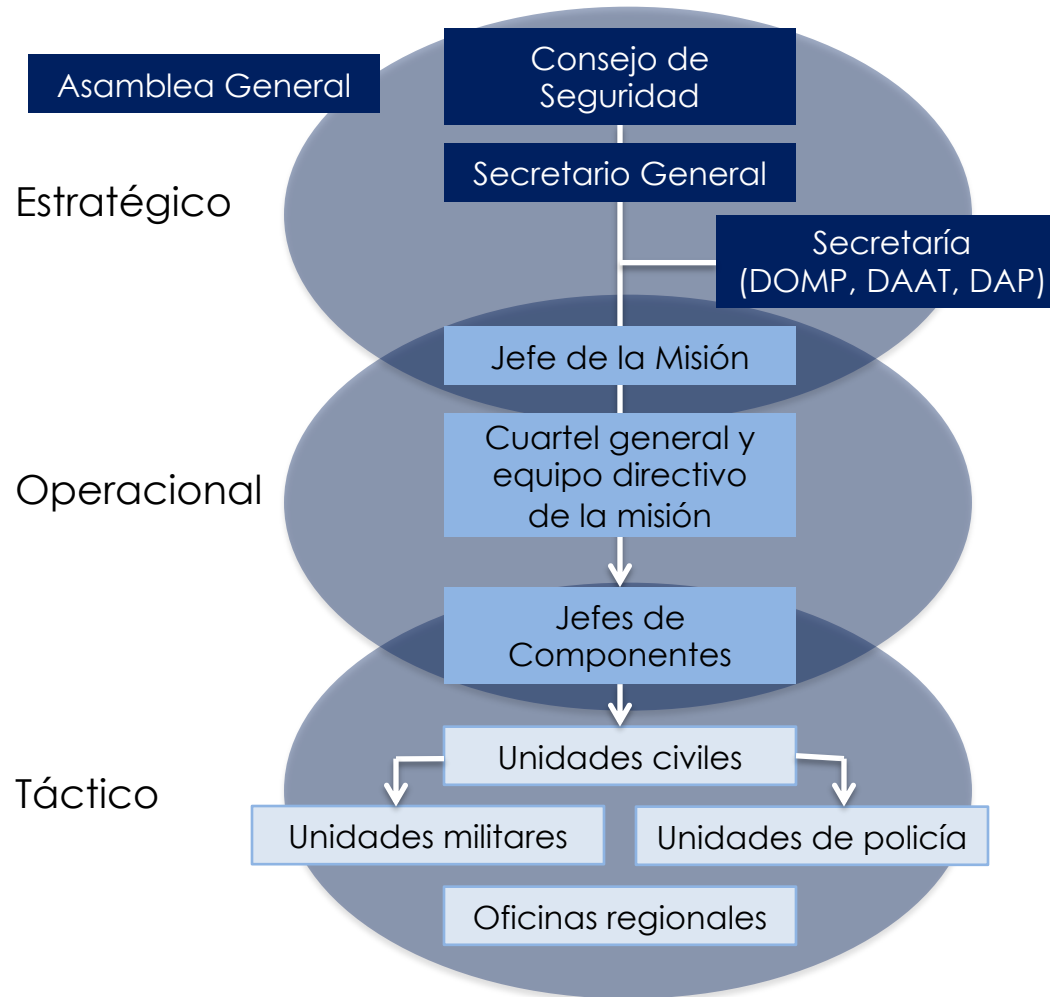 Asamblea General
Consejo de
Seguridad
Secretario General
Estratégico
Secretaría
(DOMP, DAAT, DAP)
Jefe de la Misión
Cuartel general y
equipo directivo
de la misión
Operacional
Jefes de
Componentes
Unidades civiles
Táctico
Unidades militares
Unidades de policía
Oficinas regionales